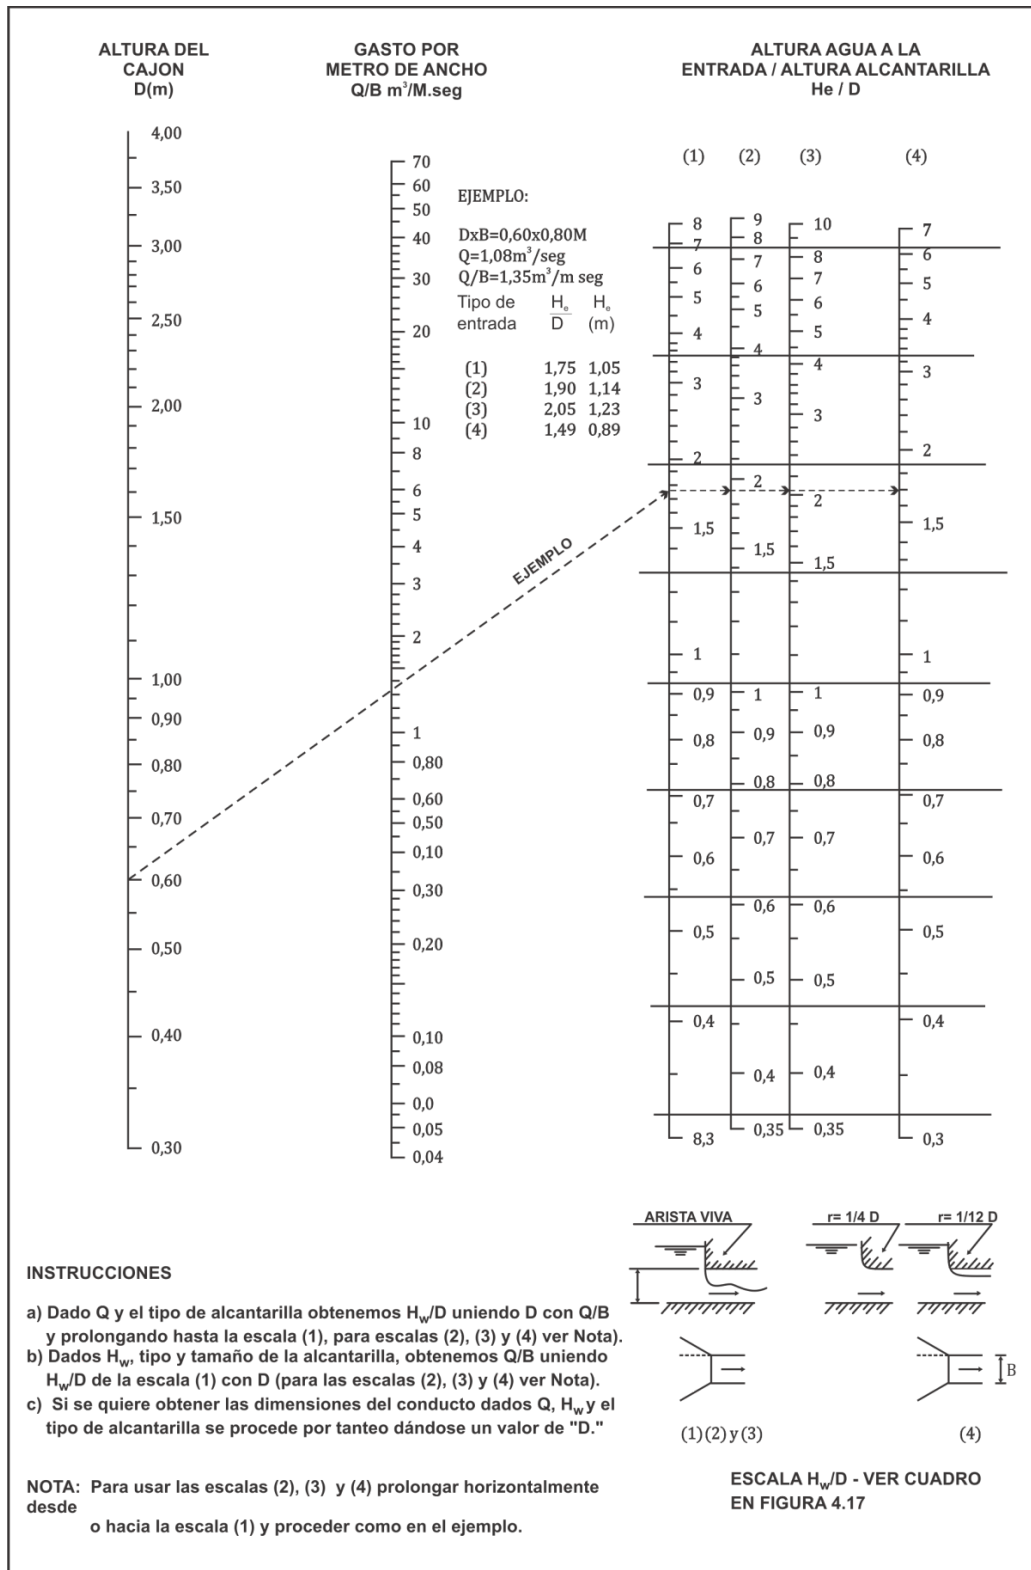 ALTURA DEL
CAJON
D(m)
GASTO POR
METRO DE ANCHO
Q/B m³/M.seg
ALTURA AGUA A LA
ENTRADA / ALTURA ALCANTARILLA
He / D
4,00
3,50
3,00
2,50
2,00
1,50
1,00
0,90
0,80
0,70
0,60
0,50
0,40
0,30
70
60
50
40
30
20
10
8
6
5
4
3
2
1
0,80
0,60
0,50
0,10
0,30
0,20
0,10
0,08
0,0
0,05
0,04
EJEMPLO:
DxB=0,60x0,80M
Q=1,08m³/seg
Q/B=1,35m³/m seg
Tipo de Hₑ Hₑ
entrada D (m)
(1) 1,75 1,05
(2) 1,90 1,14
(3) 2,05 1,23
(4) 1,49 0,89
EJEMPLO
(1)
8
7
6
5
4
3
2
1,5
1
0,9
0,8
0,7
0,6
0,5
0,4
8,3
(2)
9
8
7
6
5
4
3
2
1,5
1
0,9
0,8
0,7
0,6
0,5
0,4
0,35
(3)
10
8
7
6
5
4
3
2
1,5
1
0,9
0,8
0,7
0,6
0,5
0,4
0,35
(4)
7
6
5
4
3
2
1,5
1
0,9
0,8
0,7
0,6
0,5
0,4
0,3
ARISTA VIVA
r= 1/4 D
r= 1/12 D
B
(1) (2) y (3)
(4)
INSTRUCCIONES
a) Dado Q y el tipo de alcantarilla obtenemos H_w/D uniendo D con Q/B
y prolongando hasta la escala (1), para escalas (2), (3) y (4) ver Nota).
b) Dados H_w, tipo y tamaño de la alcantarilla, obtenemos Q/B uniendo
H_w/D de la escala (1) con D (para las escalas (2), (3) y (4) ver Nota).
c) Si se quiere obtener las dimensiones del conducto dados Q, H_w y el
tipo de alcantarilla se procede por tanteo dándose un valor de "D."
NOTA: Para usar las escalas (2), (3) y (4) prolongar horizontalmente
desde
o hacia la escala (1) y proceder como en el ejemplo.
ESCALA H_w/D - VER CUADRO
EN FIGURA 4.17